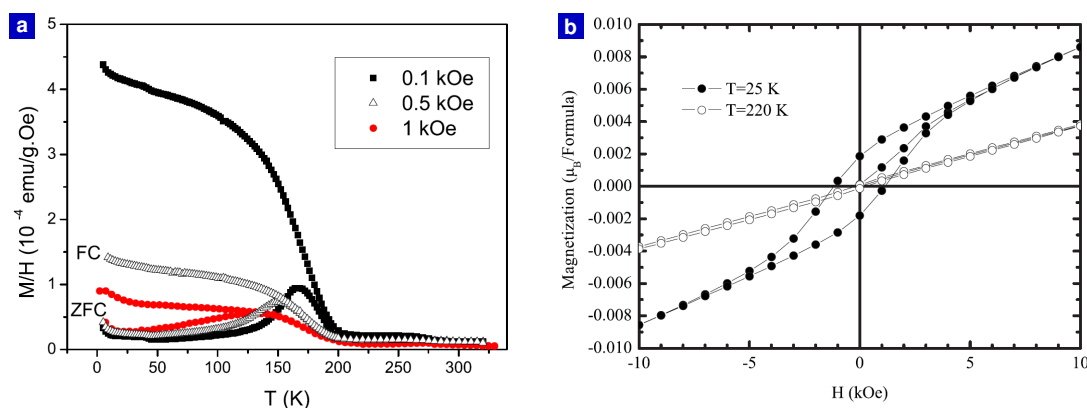 a
5
4
3
2
1
0
M/H (10⁻⁴ emu/g.Oe)
0.1 kOe
0.5 kOe
1 kOe
FC
ZFC
0 50 100 150 200 250 300
T (K)
b
0.010
0.008
0.006
0.004
0.002
0.000
-0.002
-0.004
-0.006
-0.008
-0.010
Magnetization (μB/Formula)
T=25 K
T=220 K
-10 -5 0 5 10
H (kOe)